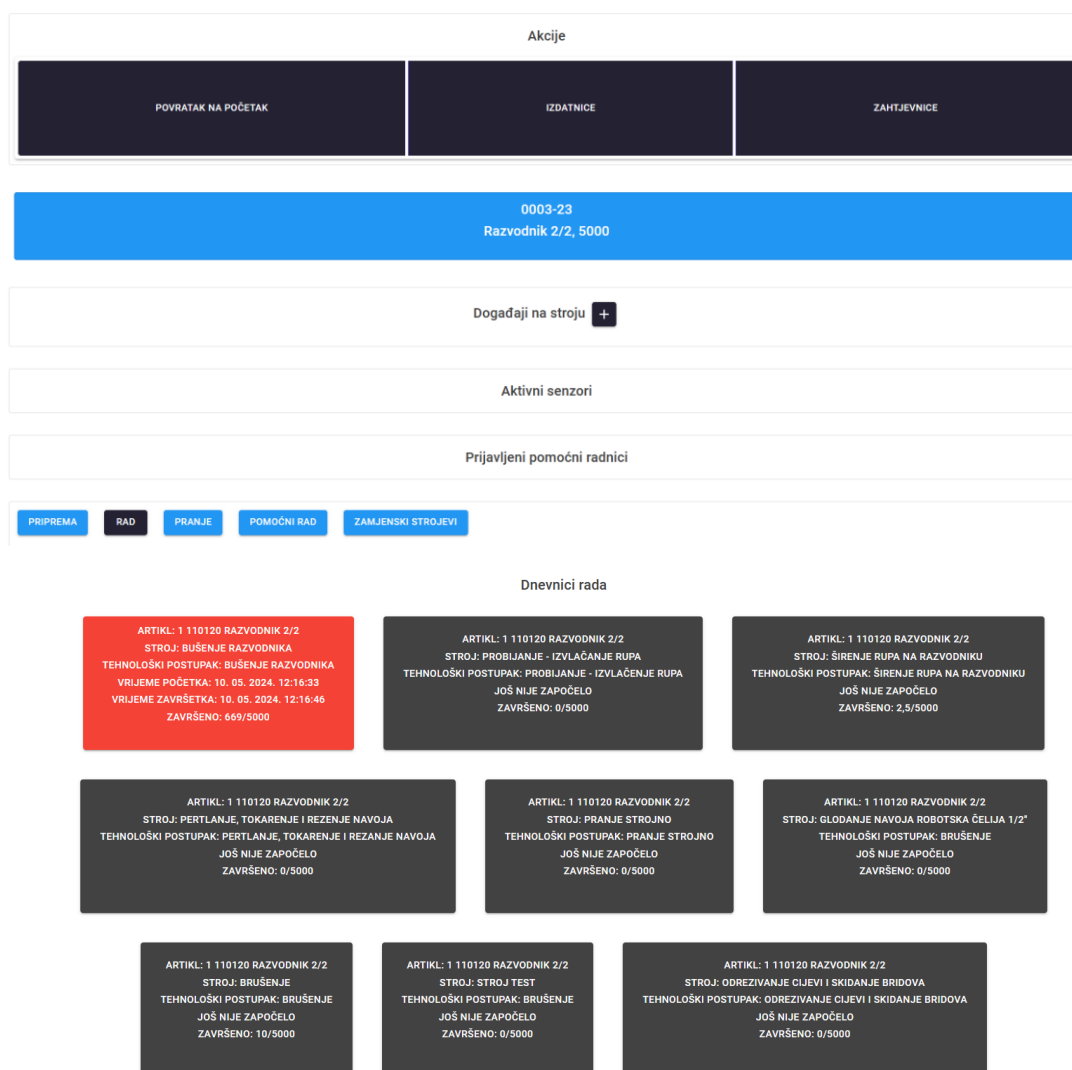 Akcije
POVRATAK NA POČETAK
IZDATNICE
ZAHTJEVNICE
0003-23
Razvodnik 2/2, 5000
Događaji na stroju +
Aktivni senzori
Prijavljeni pomoćni radnici
PRIPREMA
RAD
PRANJE
POMOĆNI RAD
ZAMJENSKI STROJEVI
Dnevnici rada
ARTIKL: 1 110120 RAZVODNIK 2/2
STROJ: BUŠENJE RAZVODNIKA
TEHNOLOŠKI POSTUPAK: BUŠENJE RAZVODNIKA
VRIJEME POČETKA: 10. 05. 2024. 12:16:33
VRIJEME ZAVRŠETKA: 10. 05. 2024. 12:16:46
ZAVRŠENO: 669/5000
ARTIKL: 1 110120 RAZVODNIK 2/2
STROJ: PROBIJANJE - IZVLAČANJE RUPA
TEHNOLOŠKI POSTUPAK: PROBIJANJE - IZVLAČENJE RUPA
JOŠ NIJE ZAPOČELO
ZAVRŠENO: 0/5000
ARTIKL: 1 110120 RAZVODNIK 2/2
STROJ: ŠIRENJE RUPA NA RAZVODNIKU
TEHNOLOŠKI POSTUPAK: ŠIRENJE RUPA NA RAZVODNIKU
JOŠ NIJE ZAPOČELO
ZAVRŠENO: 2,5/5000
ARTIKL: 1 110120 RAZVODNIK 2/2
STROJ: PERTLANJE, TOKARENJE I REZENJE NAVOJA
TEHNOLOŠKI POSTUPAK: PERTLANJE, TOKARENJE I REZANJE NAVOJA
JOŠ NIJE ZAPOČELO
ZAVRŠENO: 0/5000
ARTIKL: 1 110120 RAZVODNIK 2/2
STROJ: PRANJE STROJNO
TEHNOLOŠKI POSTUPAK: PRANJE STROJNO
JOŠ NIJE ZAPOČELO
ZAVRŠENO: 0/5000
ARTIKL: 1 110120 RAZVODNIK 2/2
STROJ: GLODANJE NAVOJA ROBOTSKA ČELIJA 1/2"
TEHNOLOŠKI POSTUPAK: BRUŠENJE
JOŠ NIJE ZAPOČELO
ZAVRŠENO: 0/5000
ARTIKL: 1 110120 RAZVODNIK 2/2
STROJ: BRUŠENJE
TEHNOLOŠKI POSTUPAK: BRUŠENJE
JOŠ NIJE ZAPOČELO
ZAVRŠENO: 10/5000
ARTIKL: 1 110120 RAZVODNIK 2/2
STROJ: STROJ TEST
TEHNOLOŠKI POSTUPAK: BRUŠENJE
JOŠ NIJE ZAPOČELO
ZAVRŠENO: 0/5000
ARTIKL: 1 110120 RAZVODNIK 2/2
STROJ: ODREZIVANJE CIJEVI I SKIDANJE BRIDOVA
TEHNOLOŠKI POSTUPAK: ODREZIVANJE CIJEVI I SKIDANJE BRIDOVA
JOŠ NIJE ZAPOČELO
ZAVRŠENO: 0/5000